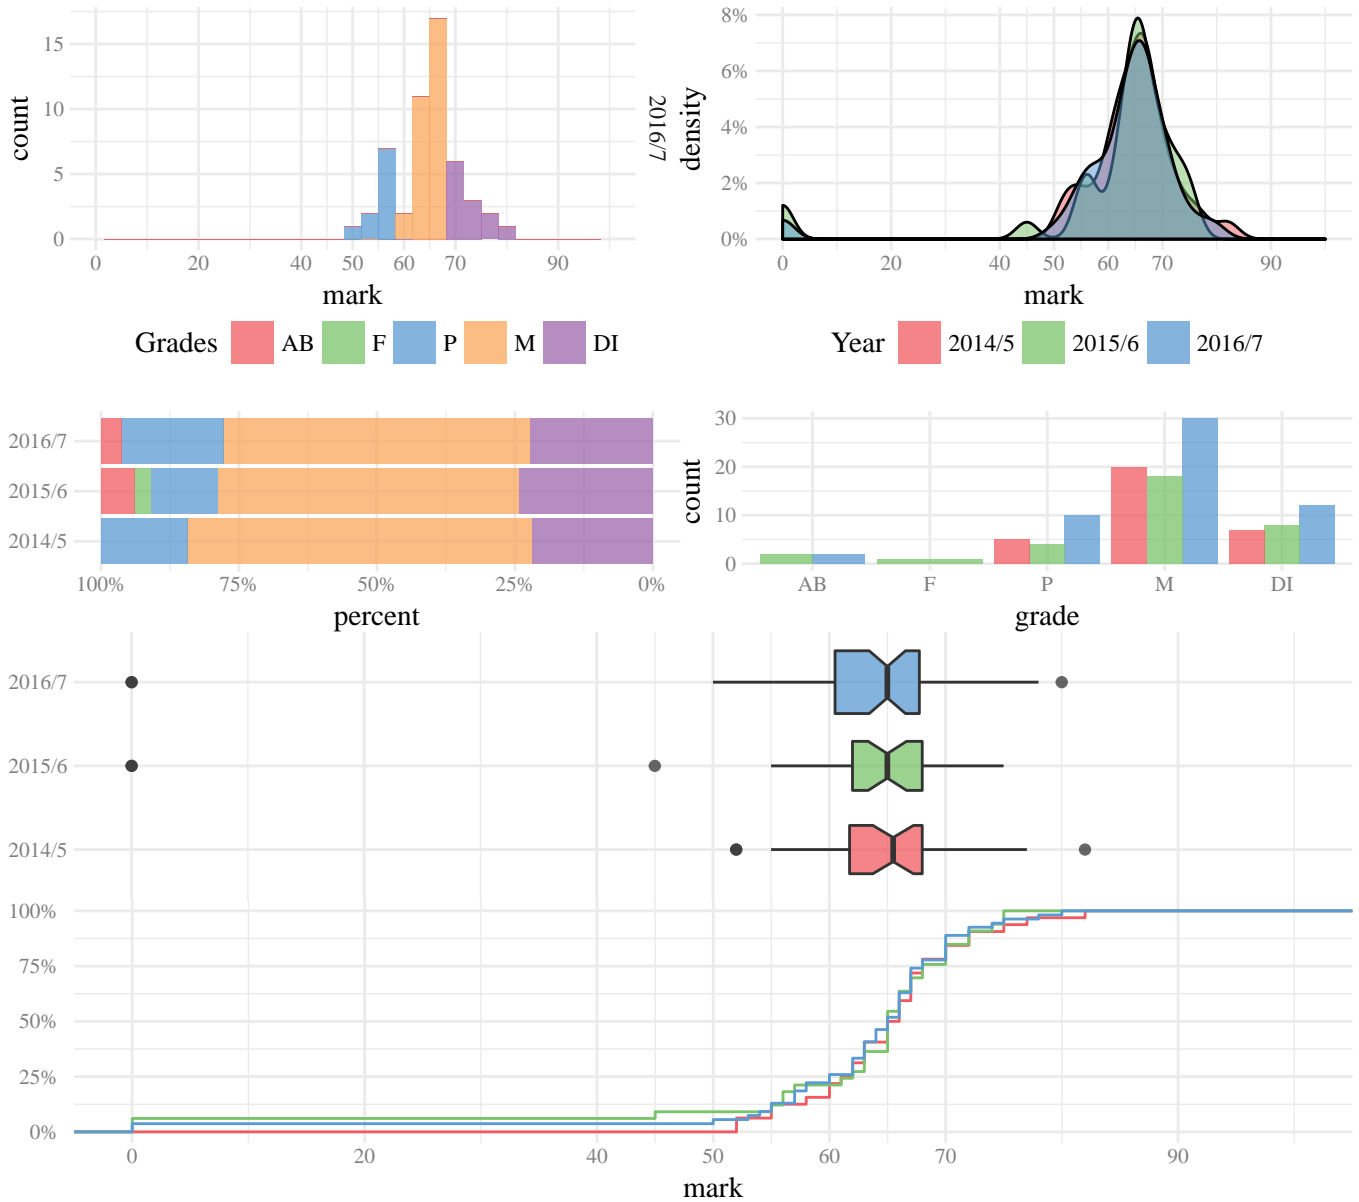 15
10
5
0
count
0 20 40 50 60 70 90
mark
2016/7
8%
6%
4%
2%
0%
density
0 20 40 50 60 70 90
mark
Grades AB F P M DI
Year 2014/5 2015/6 2016/7
2016/7
2015/6
2014/5
100% 75% 50% 25% 0%
percent
30
20
10
0
count
AB F P M DI
grade
2016/7
2015/6
2014/5
100%
75%
50%
25%
0%
0 20 40 50 60 70 90
mark